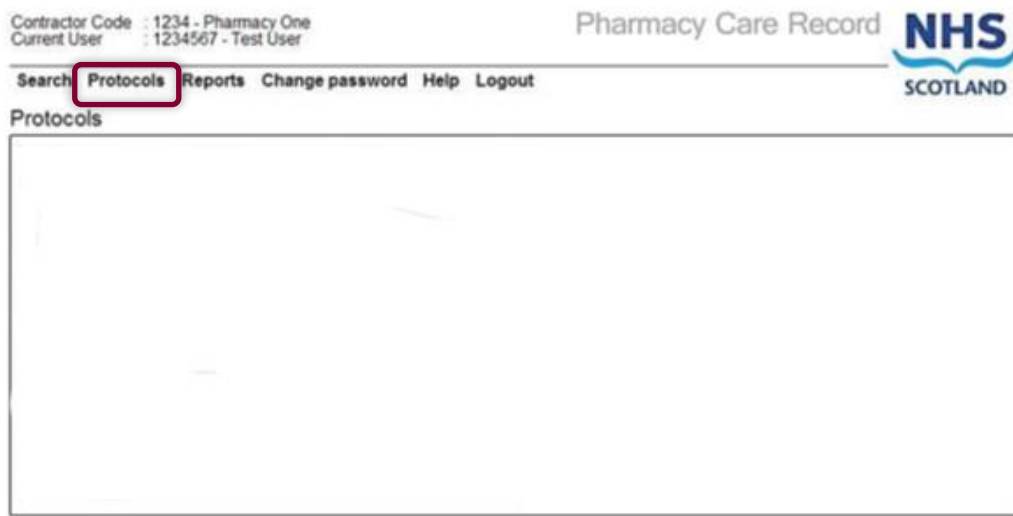 Contractor Code : 1234 - Pharmacy One
Current User : 1234567 - Test User
Pharmacy Care Record
NHS
SCOTLAND
Search Protocols Reports Change password Help Logout
Protocols